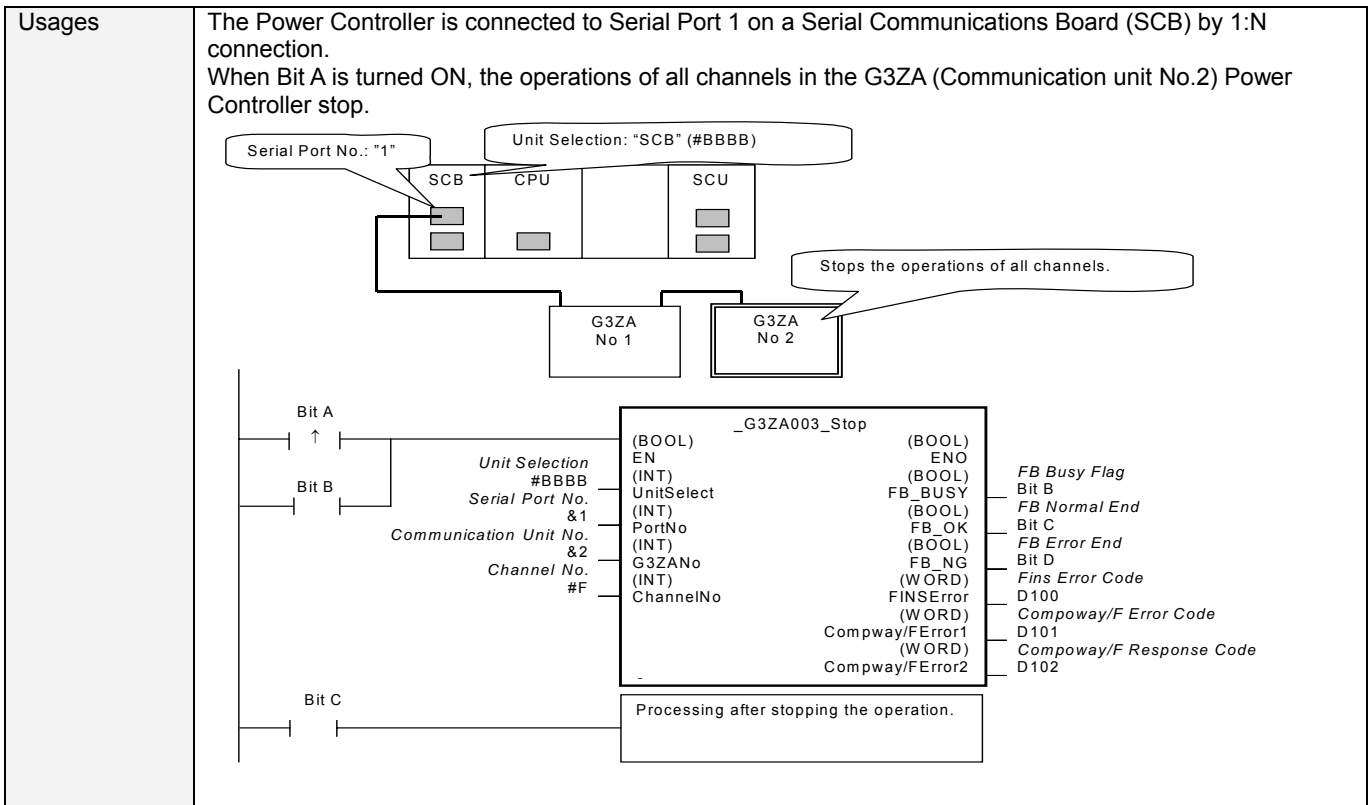 Usages
The Power Controller is connected to Serial Port 1 on a Serial Communications Board (SCB) by 1:N
connection.
When Bit A is turned ON, the operations of all channels in the G3ZA (Communication unit No.2) Power
Controller stop.
Serial Port No.: ”1”
Unit Selection: “SCB” (#BBBB)
SCB
CPU
SCU
Stops the operations of all channels.
G3ZA
No 1
G3ZA
No 2
Bit A
↑
Bit B
Unit Selection
#BBBB
Serial Port No.
&1
Communication Unit No.
&2
Channel No.
#F
_G3ZA003_Stop
(BOOL)
EN
(INT)
UnitSelect
(INT)
PortNo
(INT)
G3ZANo
(INT)
ChannelNo
(BOOL)
ENO
(BOOL)
FB_BUSY
(BOOL)
FB_OK
(BOOL)
FB_NG
(WORD)
FINSError
(WORD)
Compway/FError1
(WORD)
Compway/FError2
FB Busy Flag
Bit B
FB Normal End
Bit C
FB Error End
Bit D
Fins Error Code
D100
Compoway/F Error Code
D101
Compoway/F Response Code
D102
Bit C
Processing after stopping the operation.